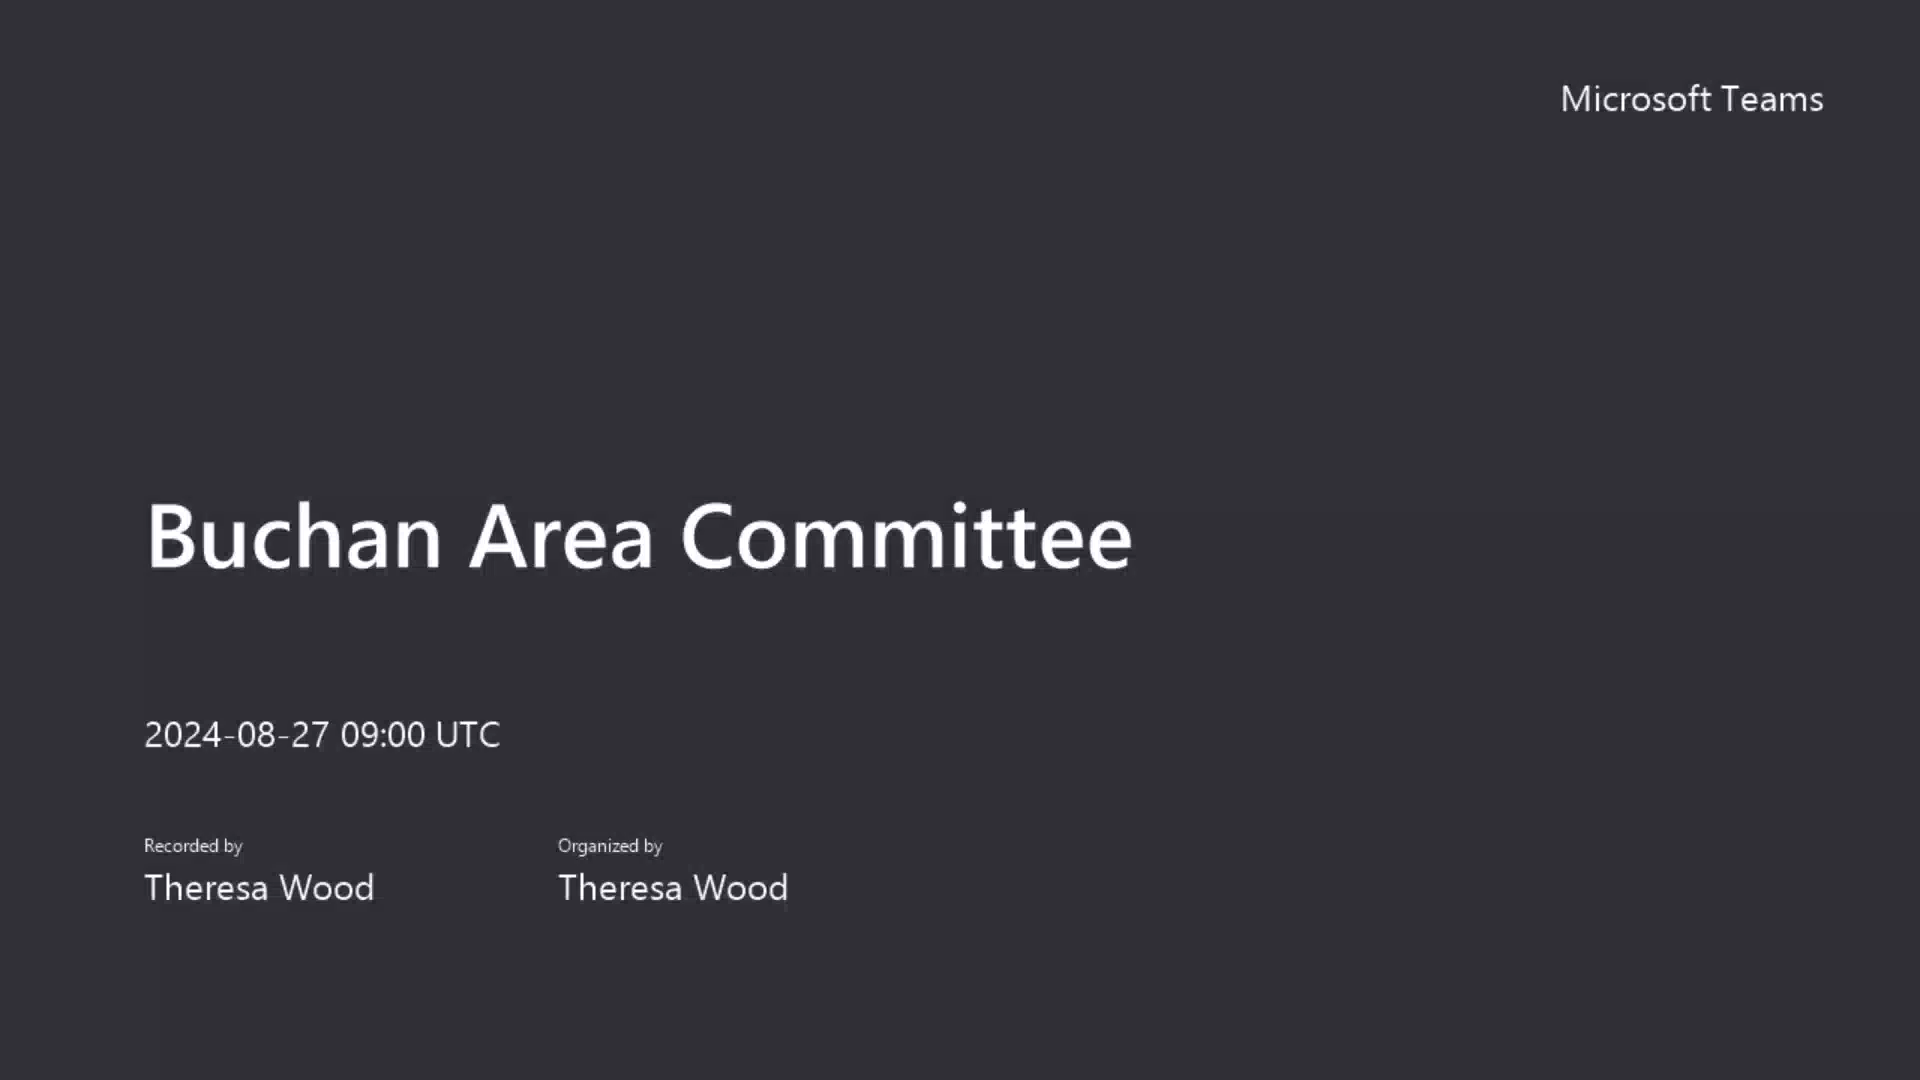 Microsoft Teams
Buchan Area Committee
2024-08-27 09:00 UTC
Recorded by
Theresa Wood
Organized by
Theresa Wood